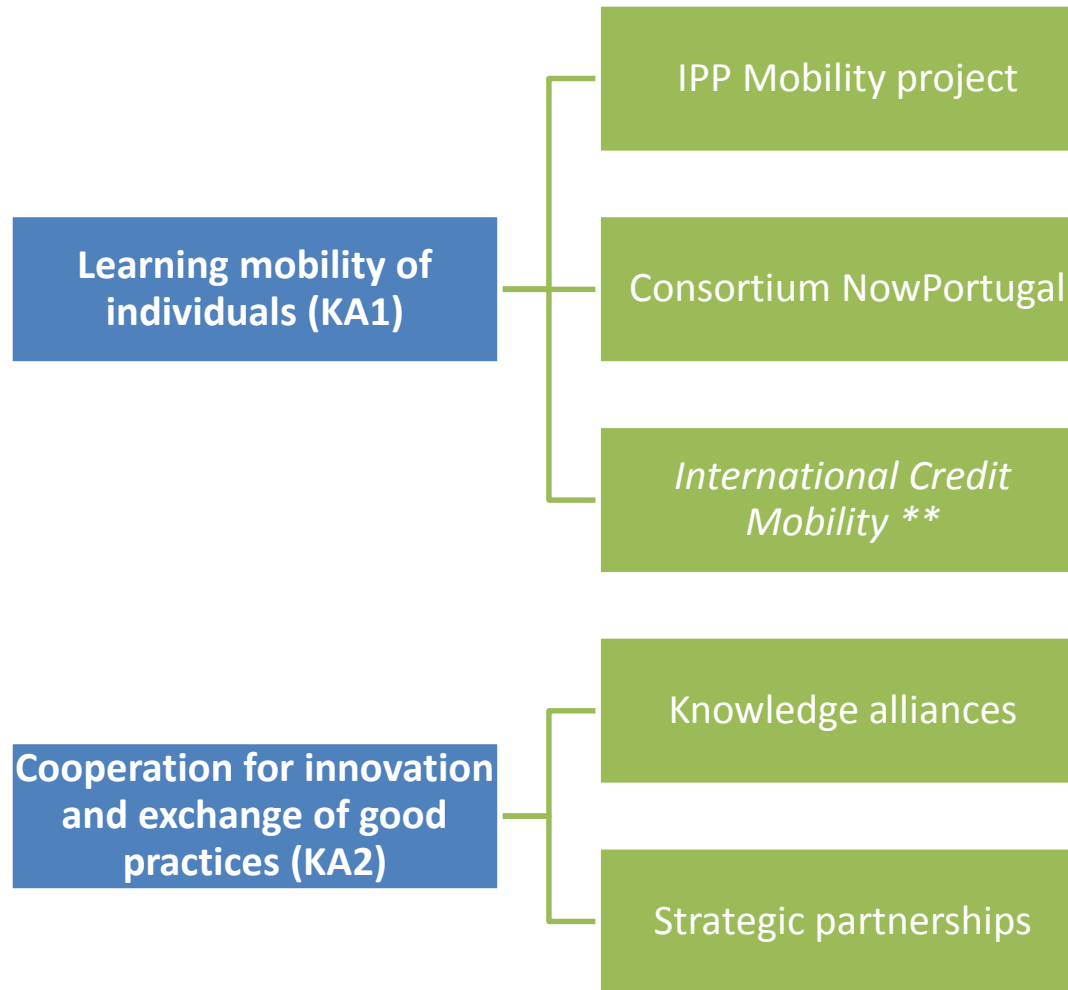 Learning mobility of
individuals (KA1)
IPP Mobility project
Consortium NowPortugal
International Credit
Mobility **
Cooperation for innovation
and exchange of good
practices (KA2)
Knowledge alliances
Strategic partnerships